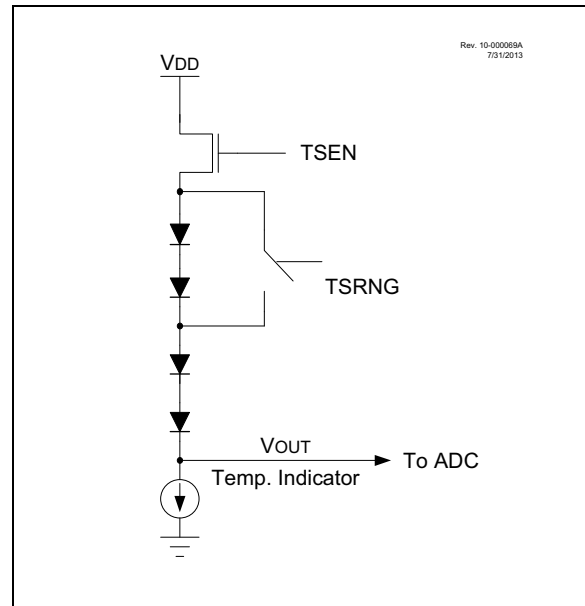 Rev. 10-000069A
7/31/2013
VDD
TSEN
TSRNG
VOUT
To ADC
Temp. Indicator